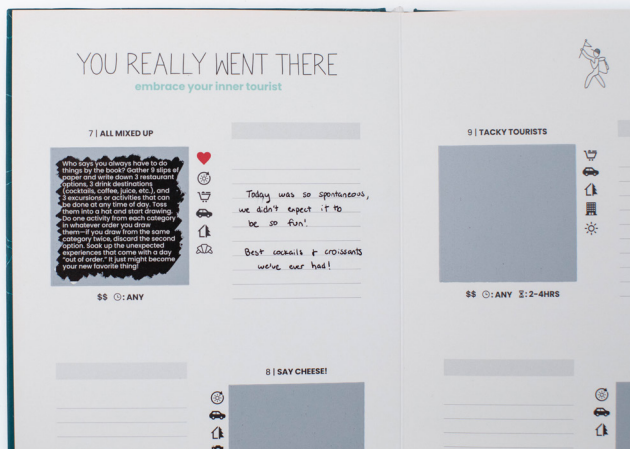 YOU REALLY WENT THERE
embrace your inner tourist
7 | ALL MIXED UP
Who says you always have to do
things by the book? Gather 9 slips of
paper and write down 3 restaurant
options, 3 drink destinations
(cocktails, coffee, juice, etc.), and
3 excursions or activities that can
be done at any time of day. Toss
them into a hat and start drawing.
Do one activity from each category
in whatever order you draw
them—if you draw from the same
category twice, discard the second
option. Soak up the unexpected
experiences that come with a day
"out of order." It just might become
your new favorite thing!
$$ : ANY
Today was so spontaneous,
we didn't expect it to
be so fun!
Best cocktails + croissants
we've ever had!
8 | SAY CHEESE!
9 | TACKY TOURISTS
$$ : ANY : 2-4HRS